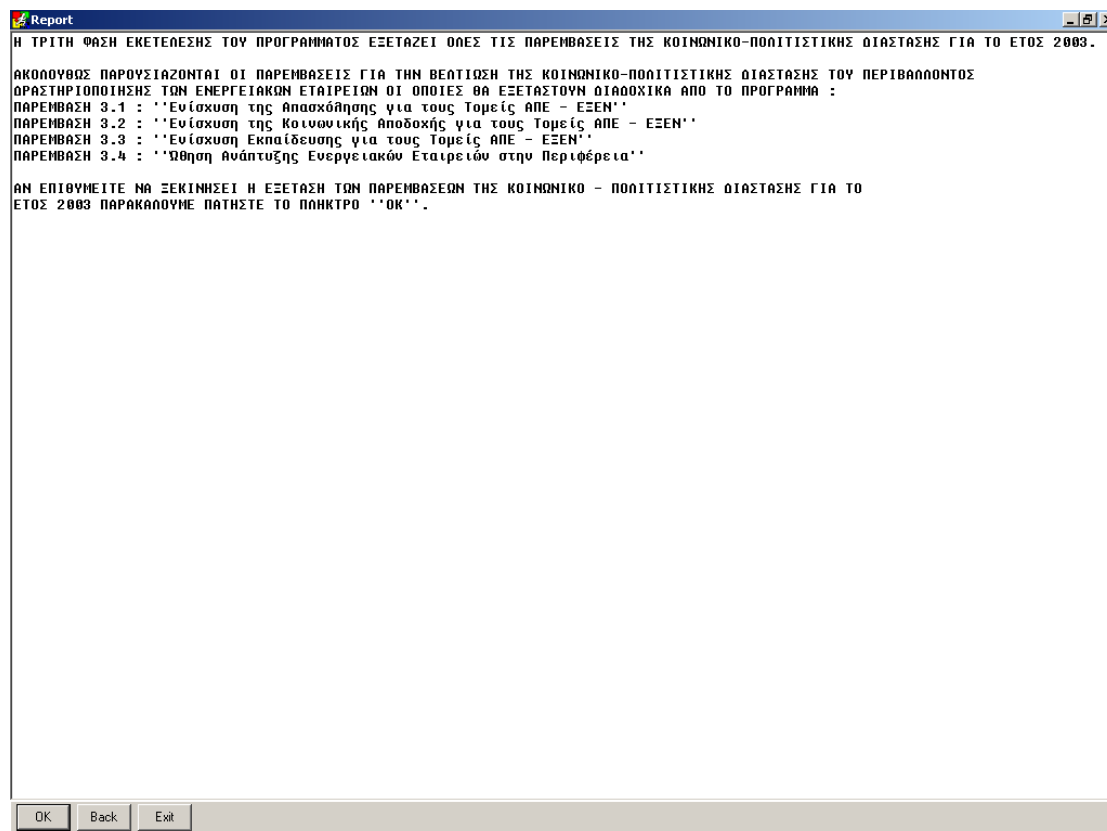 Report
Η ΤΡΙΤΗ ΦΑΣΗ ΕΚΕΤΕΛΕΣΗΣ ΤΟΥ ΠΡΟΓΡΑΜΜΑΤΟΣ ΕΞΕΤΑΖΕΙ ΟΛΕΣ ΤΙΣ ΠΑΡΕΜΒΑΣΕΙΣ ΤΗΣ ΚΟΙΝΩΝΙΚΟ-ΠΟΛΙΤΙΣΤΙΚΗΣ ΔΙΑΣΤΑΣΗΣ ΓΙΑ ΤΟ ΕΤΟΣ 2003.
ΑΚΟΛΟΥΘΩΣ ΠΑΡΟΥΣΙΑΖΟΝΤΑΙ ΟΙ ΠΑΡΕΜΒΑΣΕΙΣ ΓΙΑ ΤΗΝ ΒΕΛΤΙΩΣΗ ΤΗΣ ΚΟΙΝΩΝΙΚΟ-ΠΟΛΙΤΙΣΤΙΚΗΣ ΔΙΑΣΤΑΣΗΣ ΤΟΥ ΠΕΡΙΒΑΛΛΟΝΤΟΣ
ΔΡΑΣΤΗΡΙΟΠΟΙΗΣΗΣ ΤΩΝ ΕΝΕΡΓΕΙΑΚΩΝ ΕΤΑΙΡΕΙΩΝ ΟΙ ΟΠΟΙΕΣ ΘΑ ΕΞΕΤΑΣΤΟΥΝ ΔΙΑΔΟΧΙΚΑ ΑΠΟ ΤΟ ΠΡΟΓΡΑΜΜΑ :
ΠΑΡΕΜΒΑΣΗ 3.1 : ''Ενίσχυση της Απασχόλησης για τους Τομείς ΑΠΕ - ΕΞΕΝ''
ΠΑΡΕΜΒΑΣΗ 3.2 : ''Ενίσχυση της Κοινωνικής Αποδοχής για τους Τομείς ΑΠΕ - ΕΞΕΝ''
ΠΑΡΕΜΒΑΣΗ 3.3 : ''Ενίσχυση Εκπαίδευσης για τους Τομείς ΑΠΕ - ΕΞΕΝ''
ΠΑΡΕΜΒΑΣΗ 3.4 : ''Ώθηση Ανάπτυξης Ενεργειακών Εταιρειών στην Περιφέρεια''
ΑΝ ΕΠΙΘΥΜΕΙΤΕ ΝΑ ΞΕΚΙΝΗΣΕΙ Η ΕΞΕΤΑΣΗ ΤΩΝ ΠΑΡΕΜΒΑΣΕΩΝ ΤΗΣ ΚΟΙΝΩΝΙΚΟ - ΠΟΛΙΤΙΣΤΙΚΗΣ ΔΙΑΣΤΑΣΗΣ ΓΙΑ ΤΟ
ΕΤΟΣ 2003 ΠΑΡΑΚΑΛΟΥΜΕ ΠΑΤΗΣΤΕ ΤΟ ΠΛΗΚΤΡΟ ''ΟΚ''.
OK Back Exit